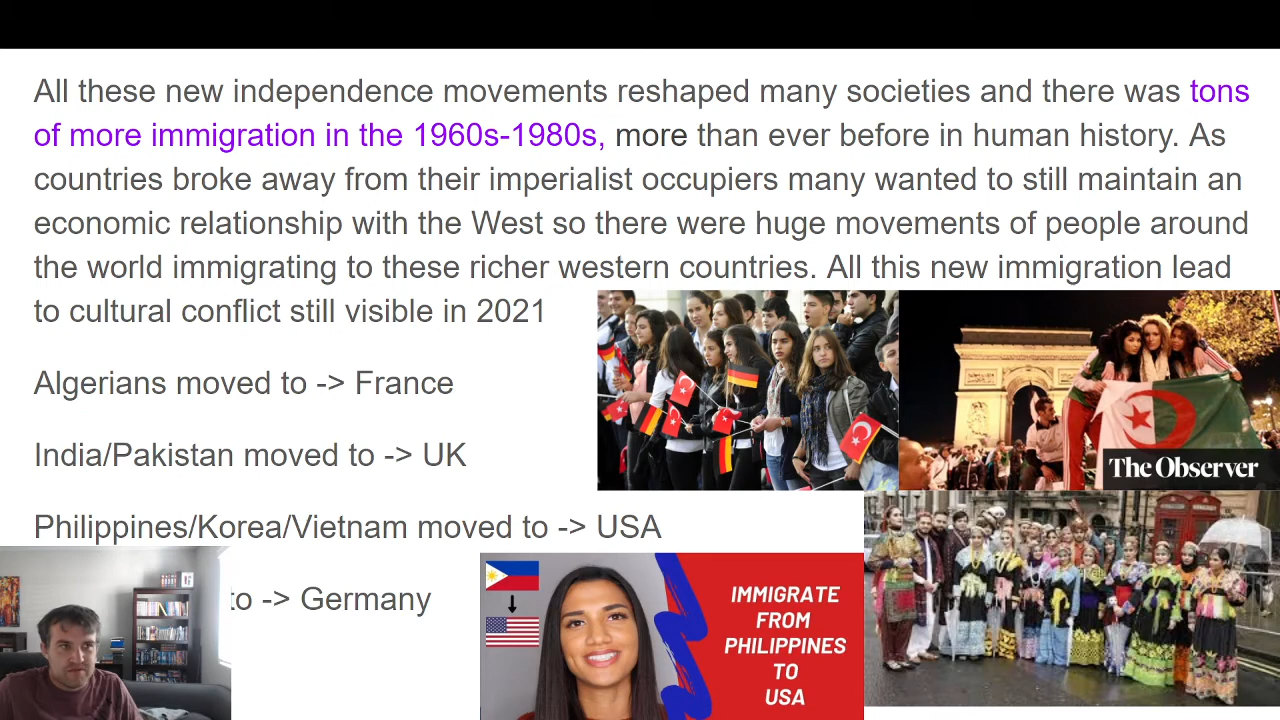 All these new independence movements reshaped many societies and there was tons
of more immigration in the 1960s-1980s, more than ever before in human history. As
countries broke away from their imperialist occupiers many wanted to still maintain an
economic relationship with the West so there were huge movements of people around
the world immigrating to these richer western countries. All this new immigration lead
to cultural conflict still visible in 2021
Algerians moved to -> France
India/Pakistan moved to -> UK
The Observer
Philippines/Korea/Vietnam moved to -> USA
to -> Germany
IMMIGRATE
FROM
PHILIPPINES
TO
USA